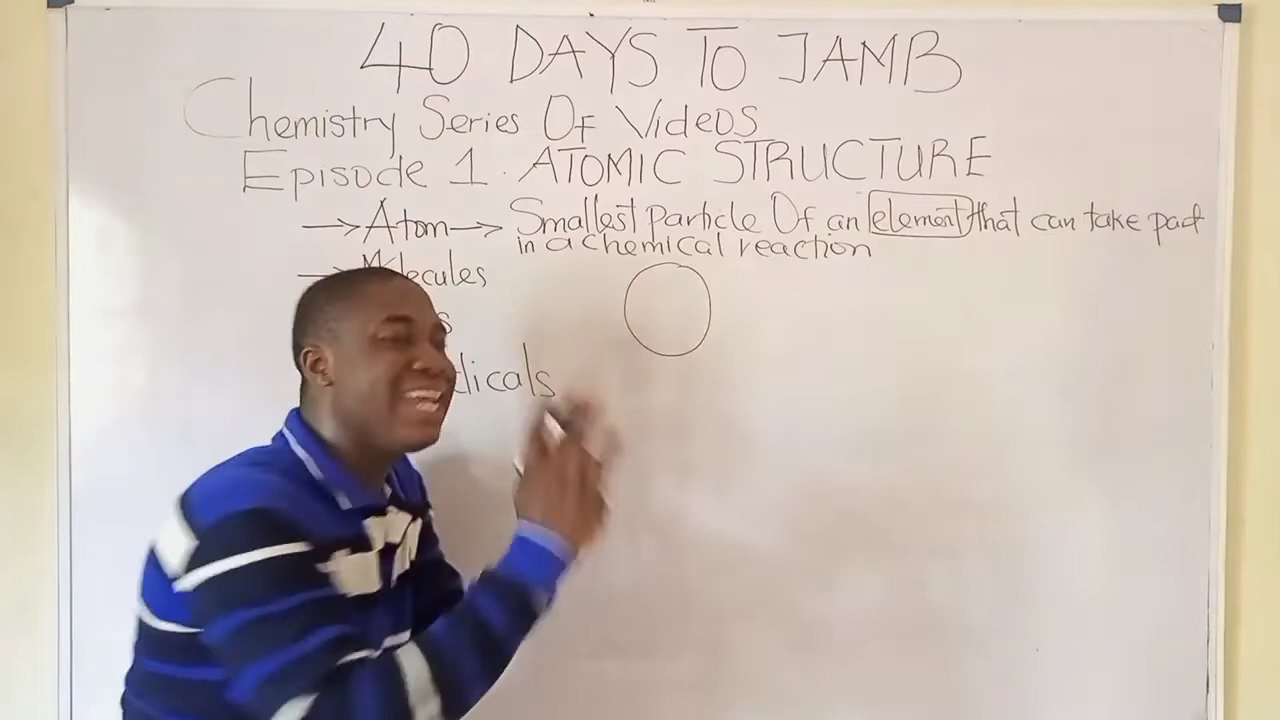 40 DAYS TO JAMB
Chemistry Series Of Videos
Episode 1. ATOMIC STRUCTURE
→ Atom → Smallest Particle Of an element that can take part
in a chemical reaction
→ Molecules